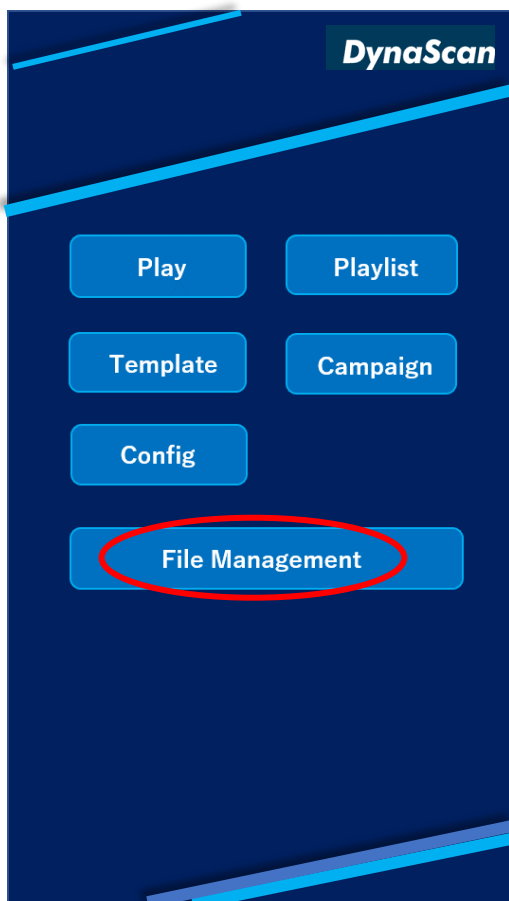 DynaScan
Play
Playlist
Template
Campaign
Config
File Management